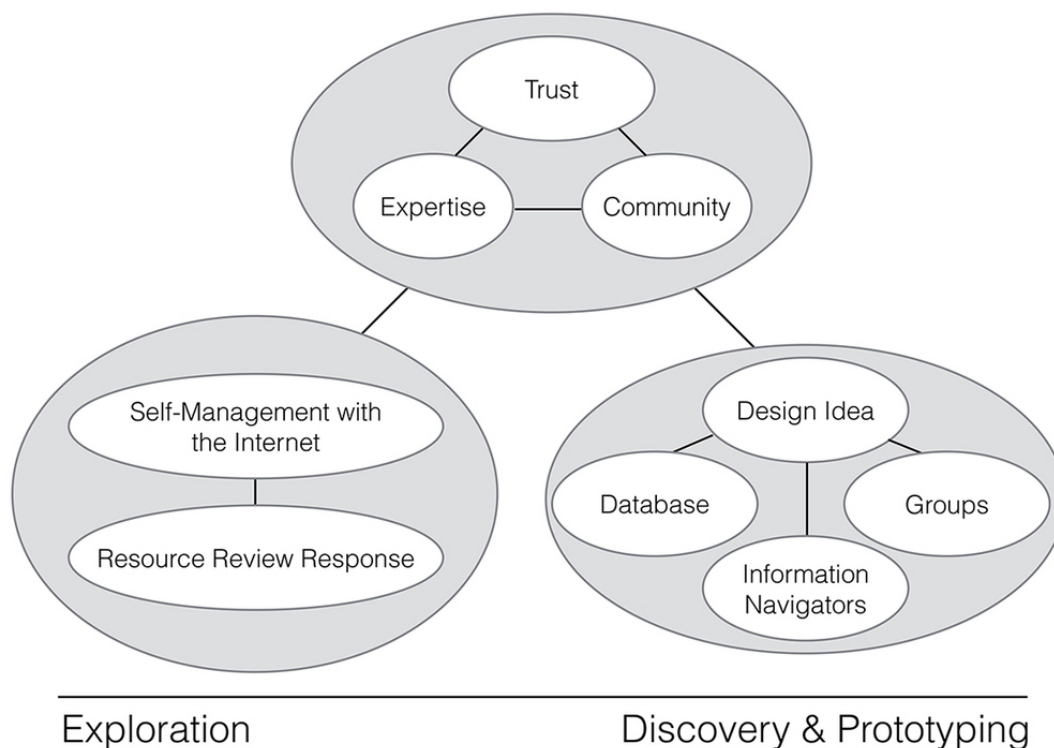 Trust
Expertise
Community
Self-Management with
the Internet
Resource Review Response
Design Idea
Database
Groups
Information
Navigators
Exploration
Discovery & Prototyping